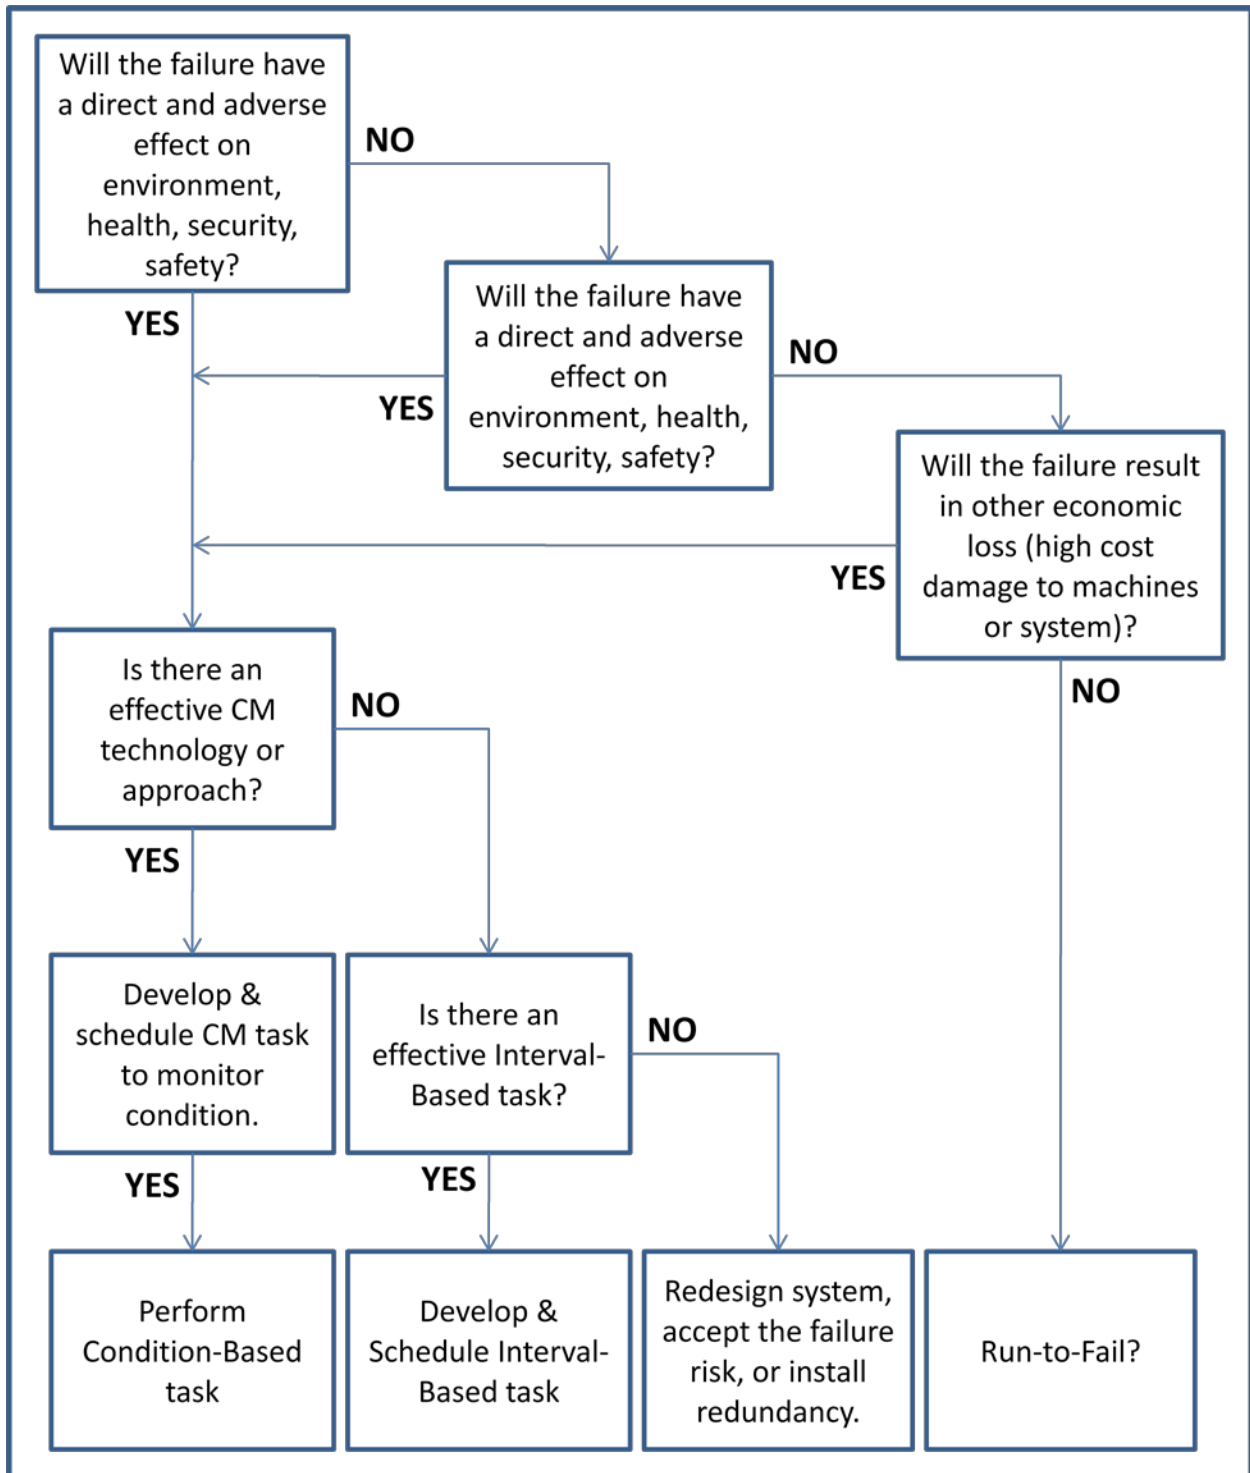 Will the failure have
a direct and adverse
effect on
environment,
health, security,
safety?
NO
YES
Will the failure have
a direct and adverse
effect on
environment, health,
security, safety?
NO
YES
Will the failure result
in other economic
loss (high cost
damage to machines
or system)?
YES
NO
Is there an
effective CM
technology or
approach?
NO
YES
Develop &
schedule CM task
to monitor
condition.
YES
Is there an
effective Interval-
Based task?
NO
YES
Perform
Condition-Based
task
Develop &
Schedule Interval-
Based task
Redesign system,
accept the failure
risk, or install
redundancy.
Run-to-Fail?